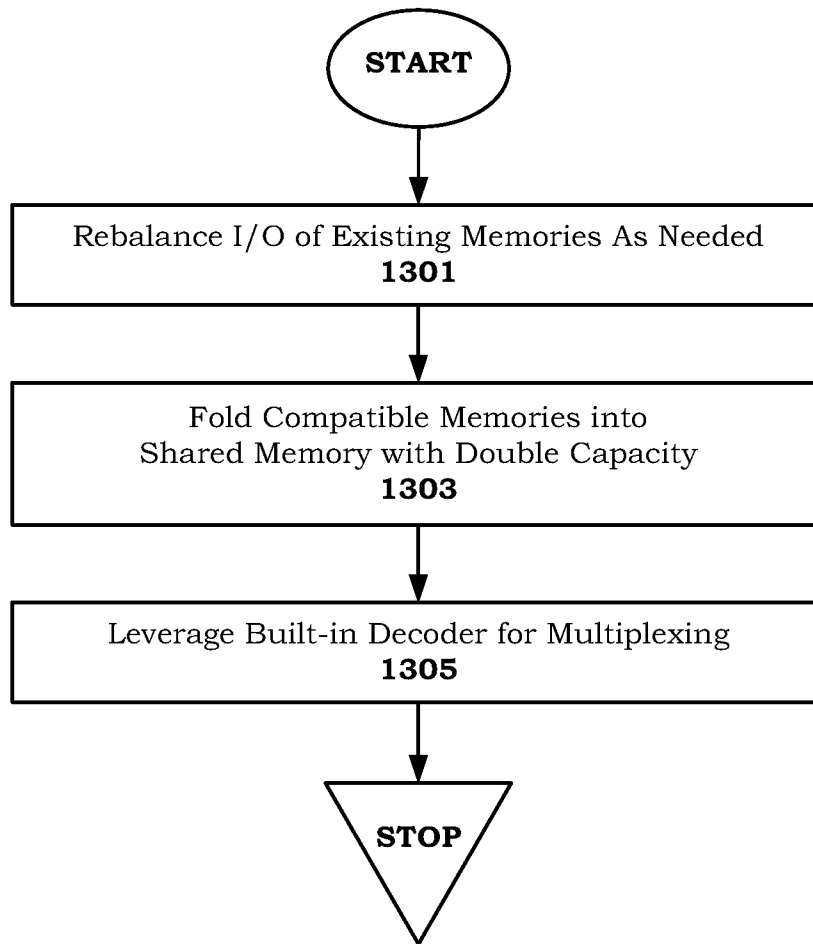 START
Rebalance I/O of Existing Memories As Needed
1301
Fold Compatible Memories into
Shared Memory with Double Capacity
1303
Leverage Built-in Decoder for Multiplexing
1305
STOP